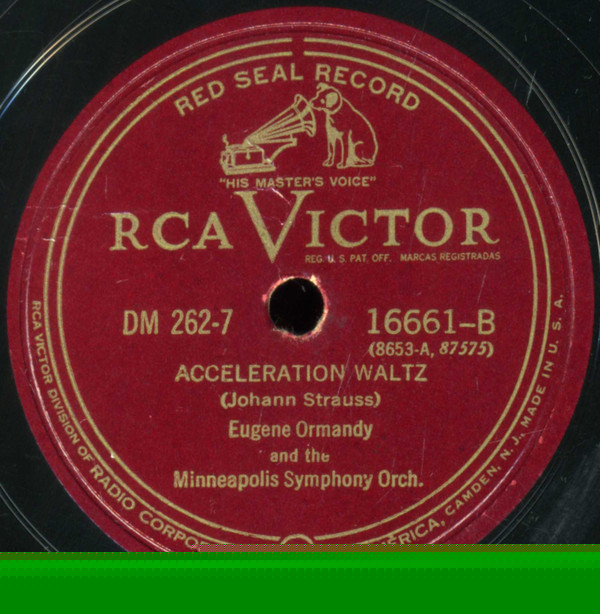 RED SEAL RECORD
"HIS MASTER'S VOICE"
RCA VICTOR
REG. U. S. PAT. OFF. MARCAS REGISTRADAS
DM 262-7
16661-B
(8653-A, 87575)
ACCELERATION WALTZ
(Johann Strauss)
Eugene Ormandy
and the
Minneapolis Symphony Orch.
RCA VICTOR DIVISION OF RADIO CAMDEN, N. J., MADE IN U. S. A.